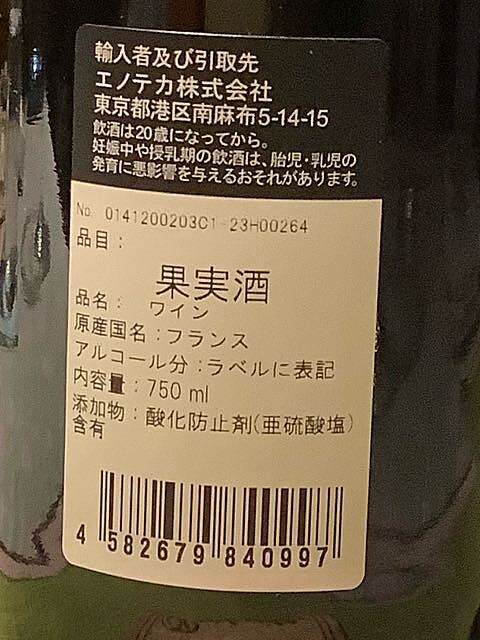 輸入者及び引取先
エノテカ株式会社
東京都港区南麻布5-14-15
飲酒は20歳になってから。
妊娠中や授乳期の飲酒は、胎児・乳児の
発育に悪影響を与えるおそれがあります。
No. 0141200203C1-23H00264
品目：
果実酒
品名： ワイン
原産国名：フランス
アルコール分：ラベルに表記
内容量：750 ml
添加物：酸化防止剤(亜硫酸塩)
含有
4 582679 840997